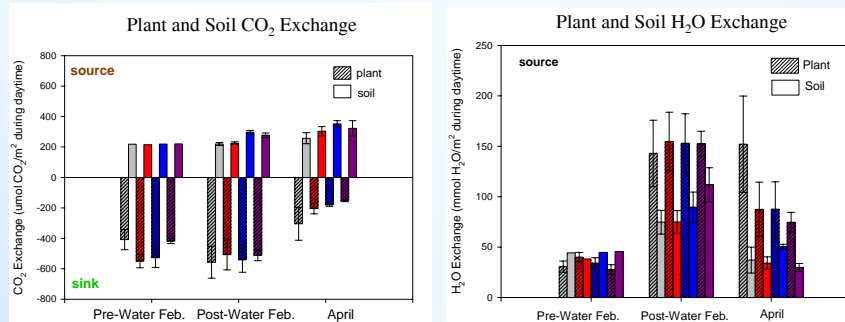 Plant and Soil CO2 Exchange
CO2 Exchange (umol CO2/m2 during daytime)
800
600
400
200
0
-200
-400
-600
-800
source
plant
soil
sink
Pre-Water Feb. Post-Water Feb. April
Plant and Soil H2O Exchange
H2O Exchange (mmol H2O/m2 during daytime)
250
200
150
100
50
0
source
Plant
Soil
Pre-Water Feb. Post-Water Feb. April